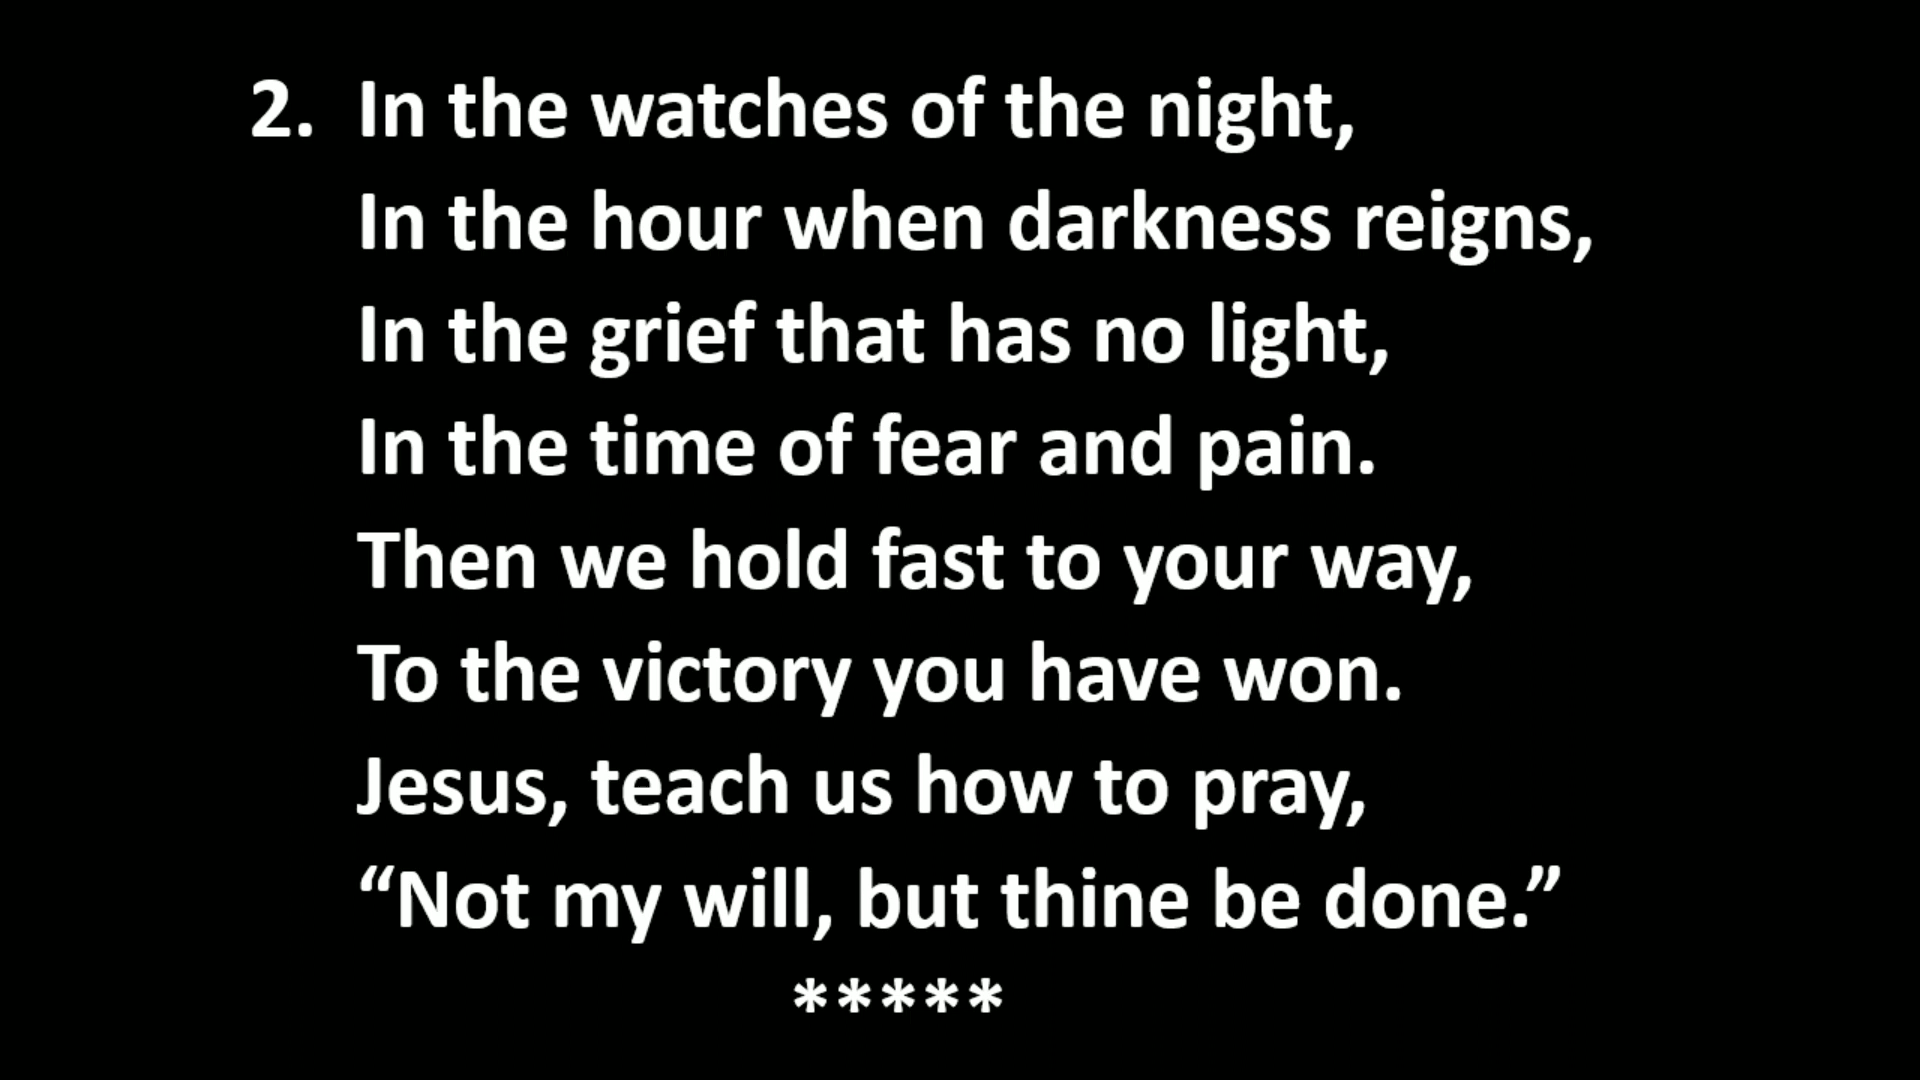 2. In the watches of the night,
In the hour when darkness reigns,
In the grief that has no light,
In the time of fear and pain.
Then we hold fast to your way,
To the victory you have won.
Jesus, teach us how to pray,
“Not my will, but thine be done.”
*****